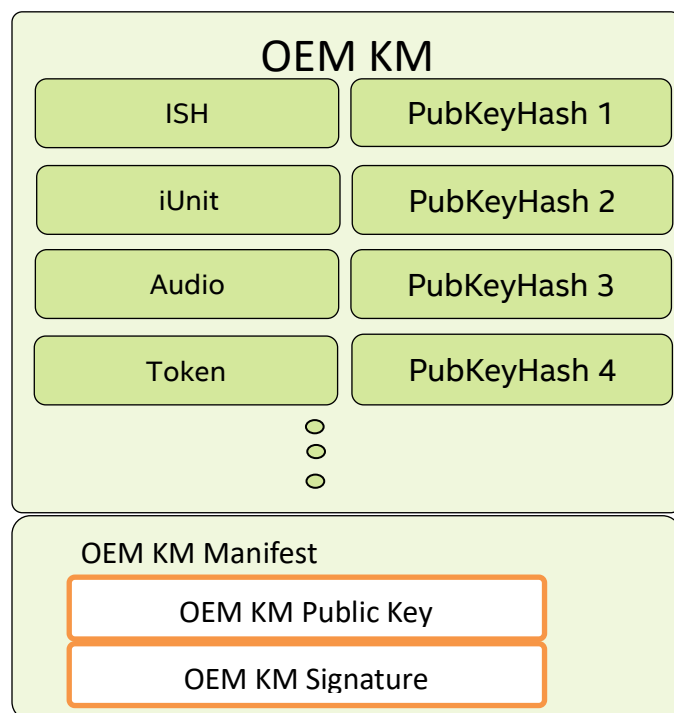 OEM KM
ISH PubKeyHash 1
iUnit PubKeyHash 2
Audio PubKeyHash 3
Token PubKeyHash 4
OEM KM Manifest
OEM KM Public Key
OEM KM Signature